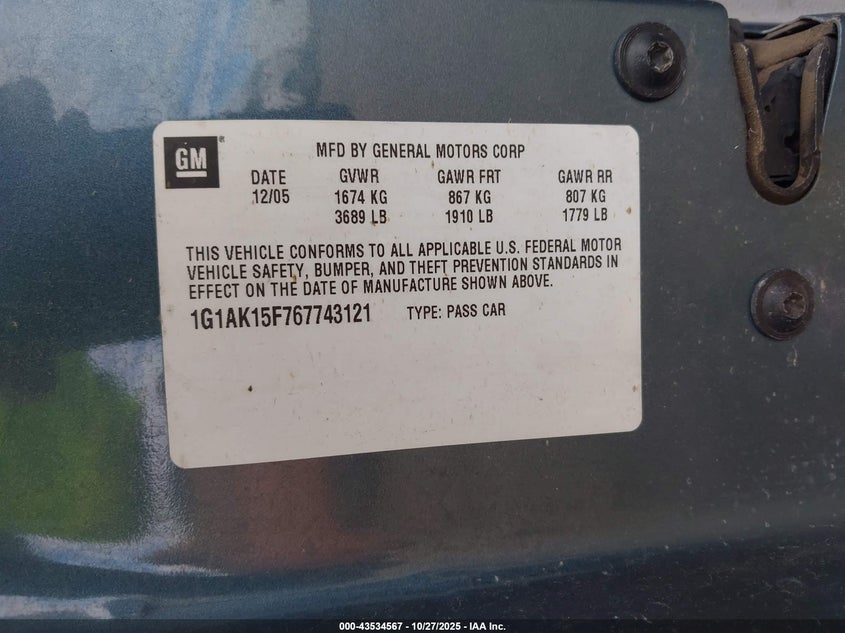 GM
MFD BY GENERAL MOTORS CORP
DATE GVWR GAWR FRT GAWR RR
12/05 1674 KG 867 KG 807 KG
3689 LB 1910 LB 1779 LB
THIS VEHICLE CONFORMS TO ALL APPLICABLE U.S. FEDERAL MOTOR
VEHICLE SAFETY, BUMPER, AND THEFT PREVENTION STANDARDS IN
EFFECT ON THE DATE OF MANUFACTURE SHOWN ABOVE.
1G1AK15F767743121 TYPE: PASS CAR
000-43534567 | 10/27/2025 | IAA Inc.